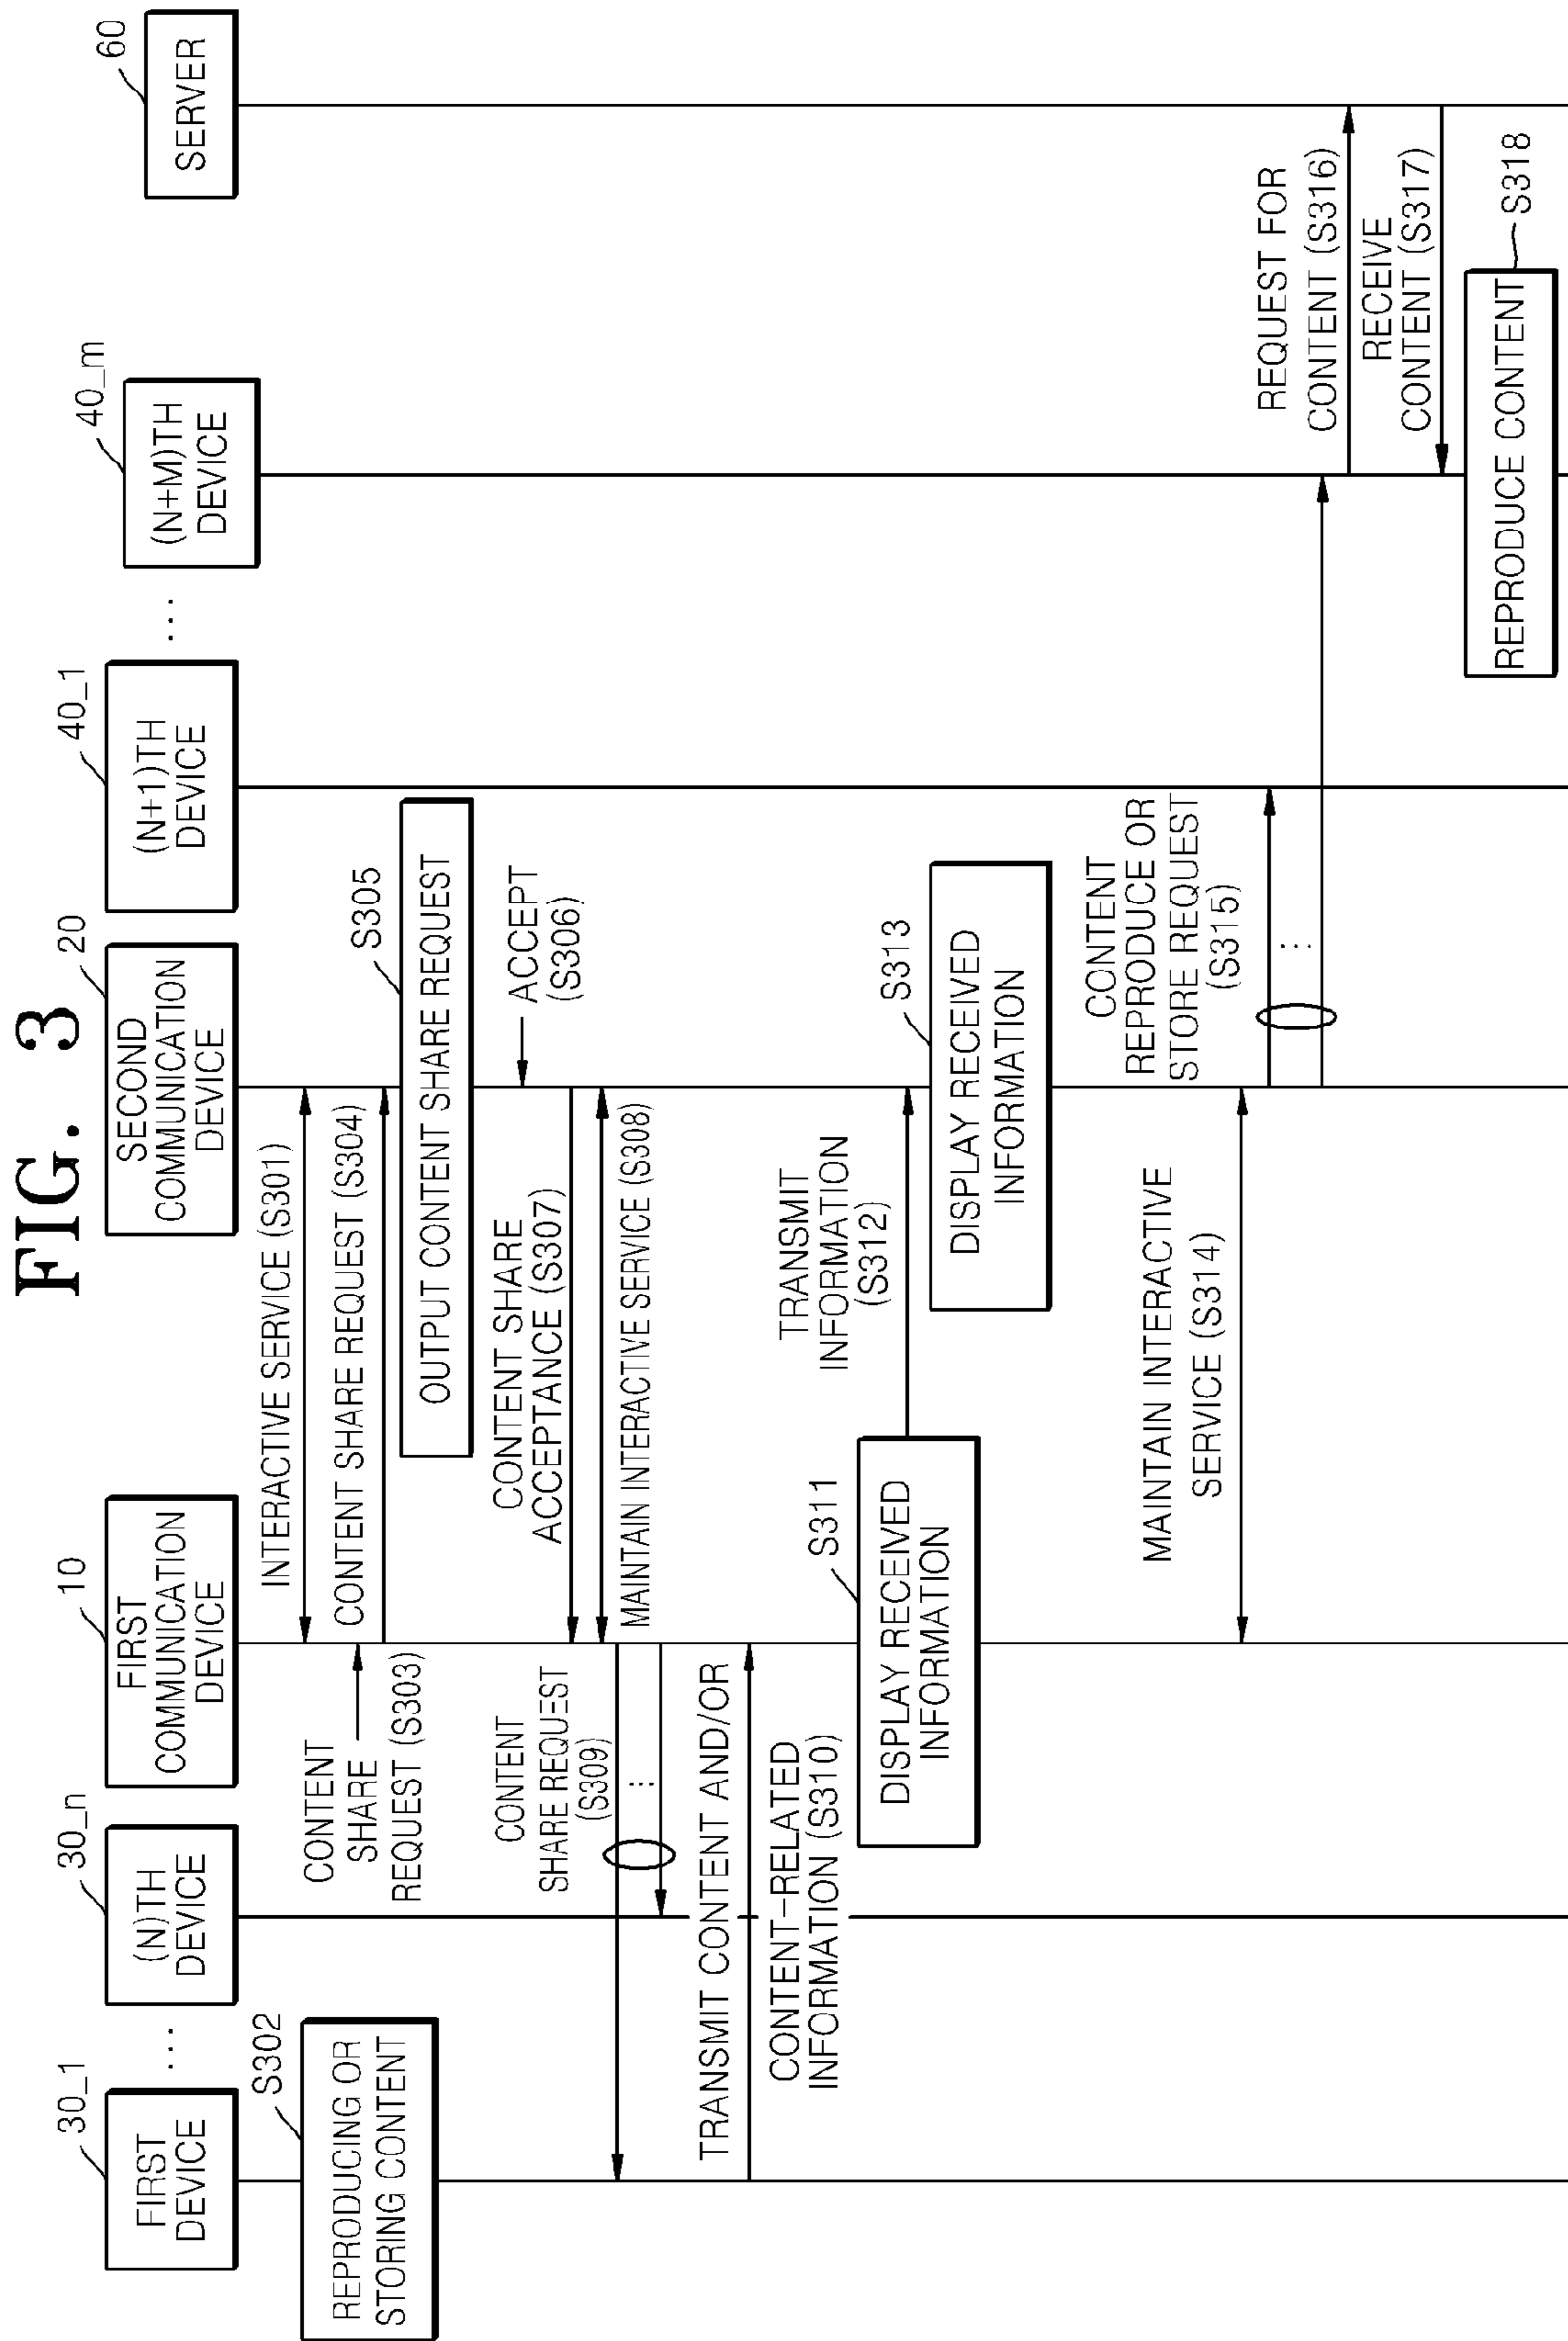 FIG. 3
30_1
FIRST
DEVICE
...
30_n
(N)TH
DEVICE
10
FIRST
COMMUNICATION
DEVICE
20
SECOND
COMMUNICATION
DEVICE
40_1
(N+1)TH
DEVICE
...
40_m
(N+M)TH
DEVICE
60
SERVER
INTERACTIVE SERVICE (S301)
S302
REPRODUCING OR
STORING CONTENT
CONTENT
SHARE
REQUEST (S303)
CONTENT SHARE REQUEST (S304)
S305
OUTPUT CONTENT SHARE REQUEST
ACCEPT
(S306)
CONTENT SHARE
ACCEPTANCE (S307)
MAINTAIN INTERACTIVE SERVICE (S308)
CONTENT
SHARE REQUEST
(S309)
...
TRANSMIT CONTENT AND/OR
CONTENT-RELATED
INFORMATION (S310)
S311
DISPLAY RECEIVED
INFORMATION
TRANSMIT
INFORMATION
(S312)
S313
DISPLAY RECEIVED
INFORMATION
MAINTAIN INTERACTIVE
SERVICE (S314)
CONTENT
REPRODUCE OR
STORE REQUEST
(S315)
...
REQUEST FOR
CONTENT (S316)
RECEIVE
CONTENT (S317)
S318
REPRODUCE CONTENT